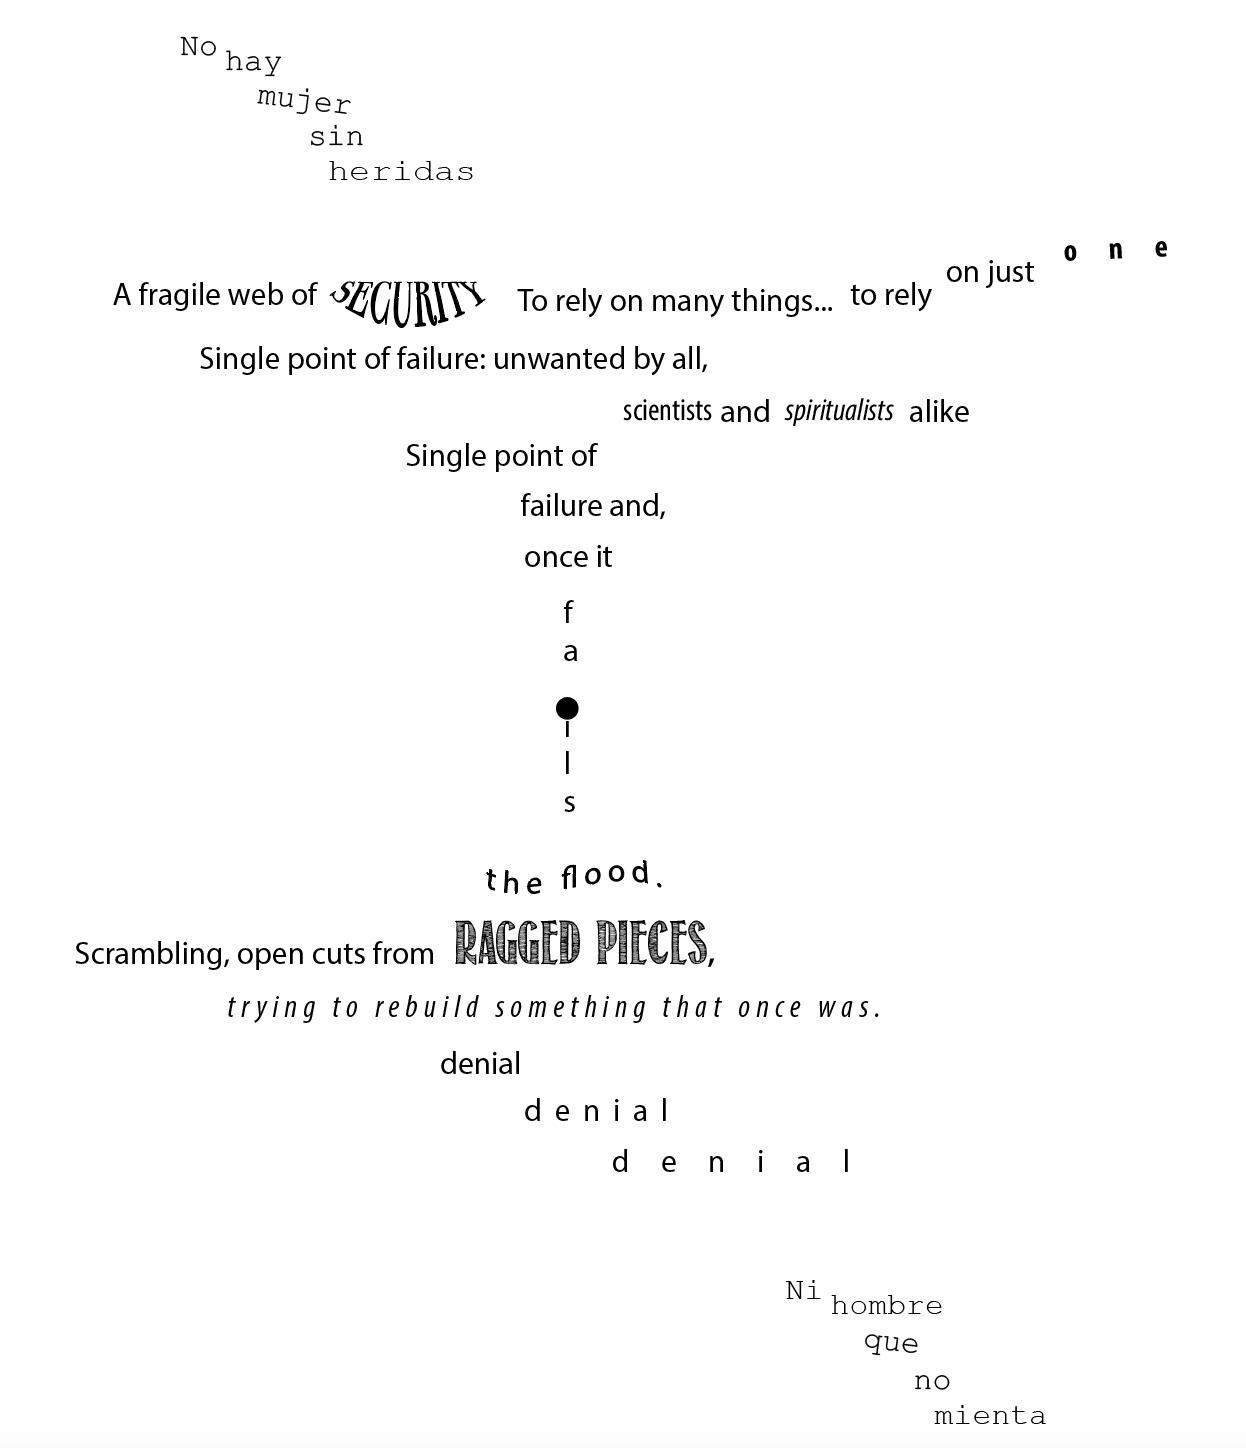 No
hay
mujer
sin
heridas
A fragile web of SECURITY To rely on many things... to rely on just one
Single point of failure: unwanted by all,
scientists and spiritualists alike
Single point of
failure and,
once it
f
a
i
l
s
the flood.
Scrambling, open cuts from RAGGED PIECES,
trying to rebuild something that once was.
denial
denial
denial
Ni
hombre
que
no
mienta